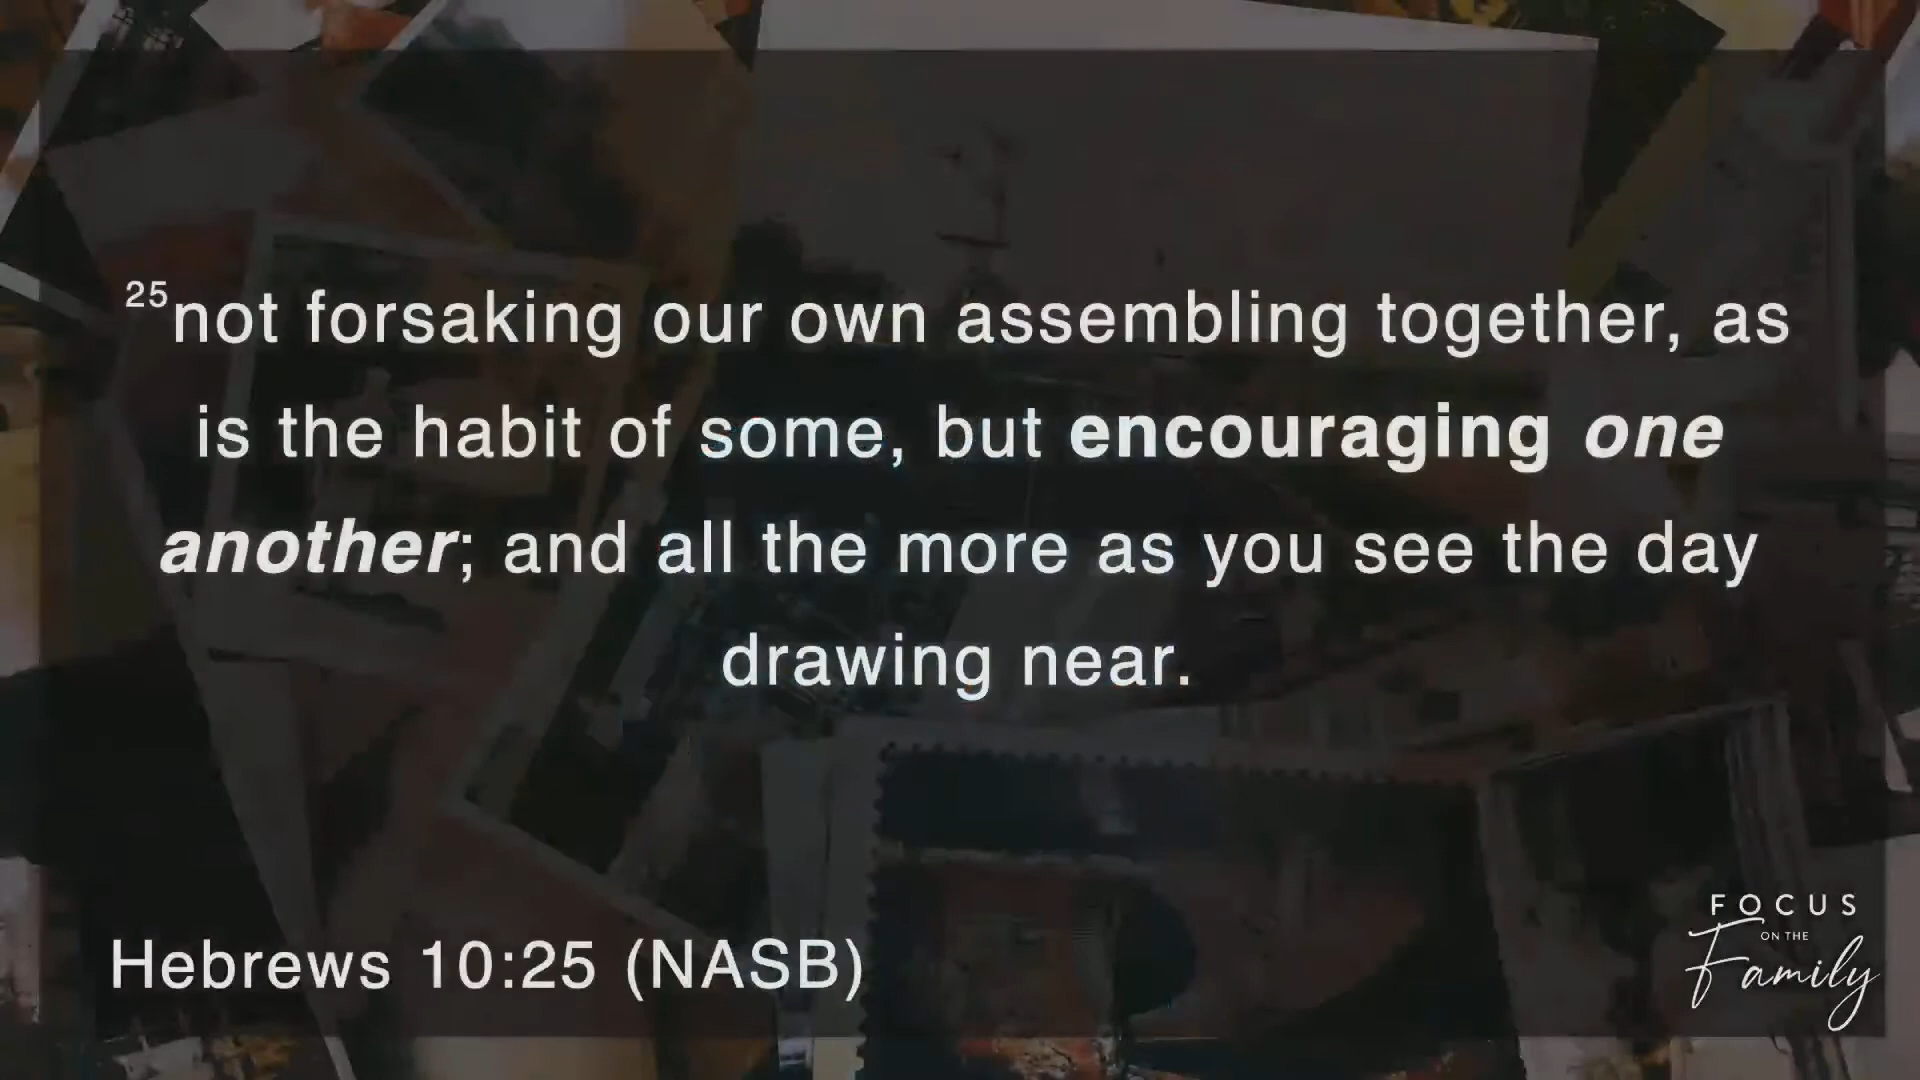 25not forsaking our own assembling together, as
is the habit of some, but encouraging one
another; and all the more as you see the day
drawing near.
Hebrews 10:25 (NASB)
FOCUS
ON THE
Family